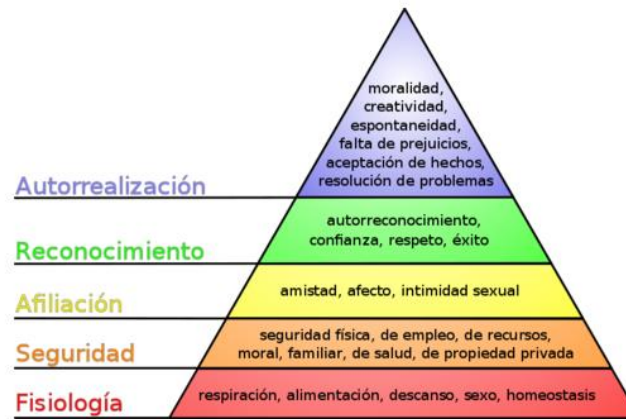 moralidad,
creatividad,
espontaneidad,
falta de prejuicios,
aceptación de hechos,
resolución de problemas
Autorrealización
autorreconocimiento,
confianza, respeto, éxito
Reconocimiento
amistad, afecto, intimidad sexual
Afiliación
seguridad física, de empleo, de recursos,
moral, familiar, de salud, de propiedad privada
Seguridad
respiración, alimentación, descanso, sexo, homeostasis
Fisiología